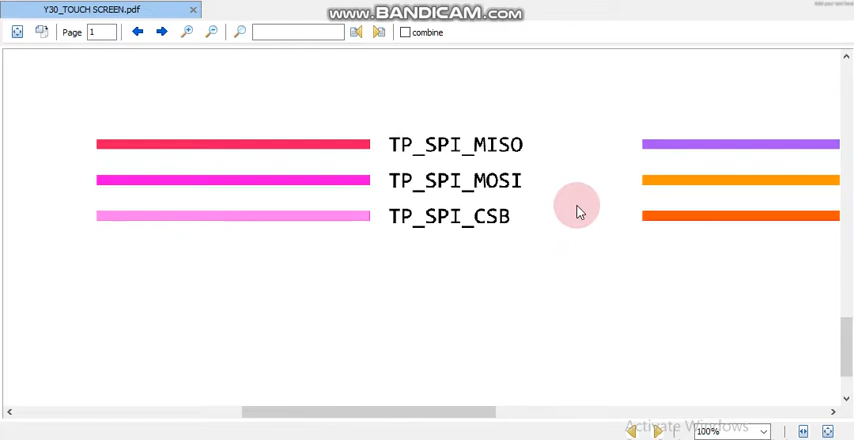 Y30_TOUCH SCREEN.pdf
www.BANDICAM.com
Page 1
combine
TP_SPI_MISO
TP_SPI_MOSI
TP_SPI_CSB
Activate Windows
100%